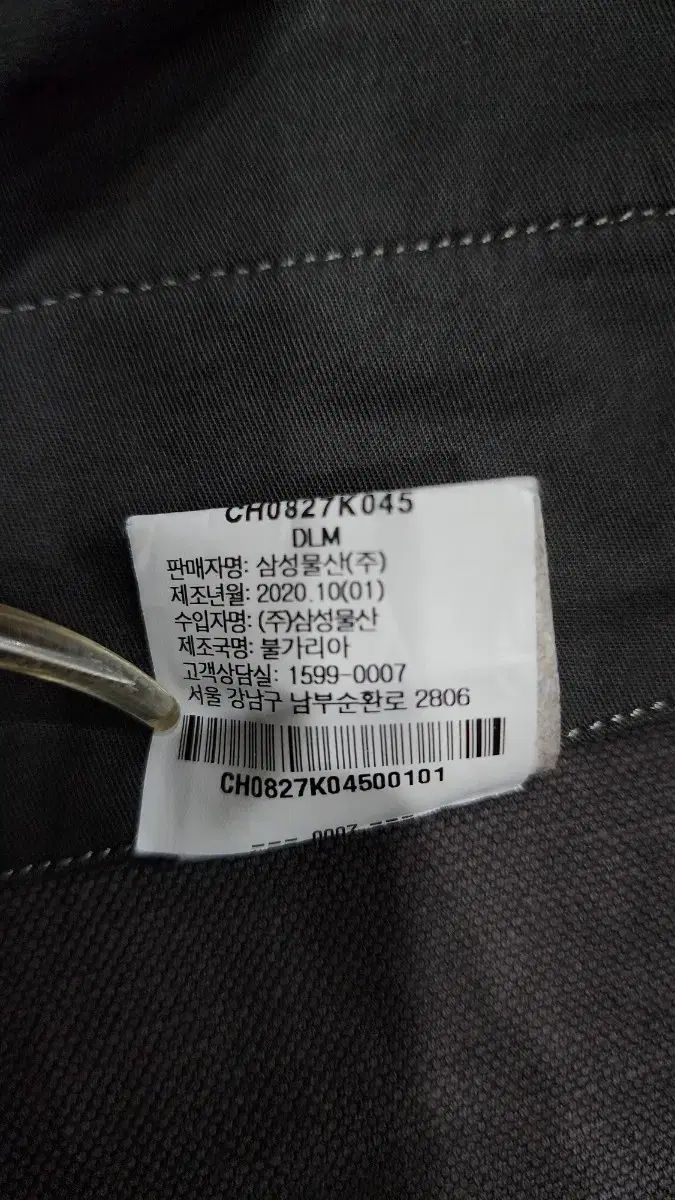 CH0827K045
DLM
판매자명: 삼성물산(주)
제조년월: 2020.10(01)
수입자명: (주)삼성물산
제조국명: 불가리아
고객상담실: 1599-0007
서울 강남구 남부순환로 2806
CH0827K04500101
--- 0007 ---